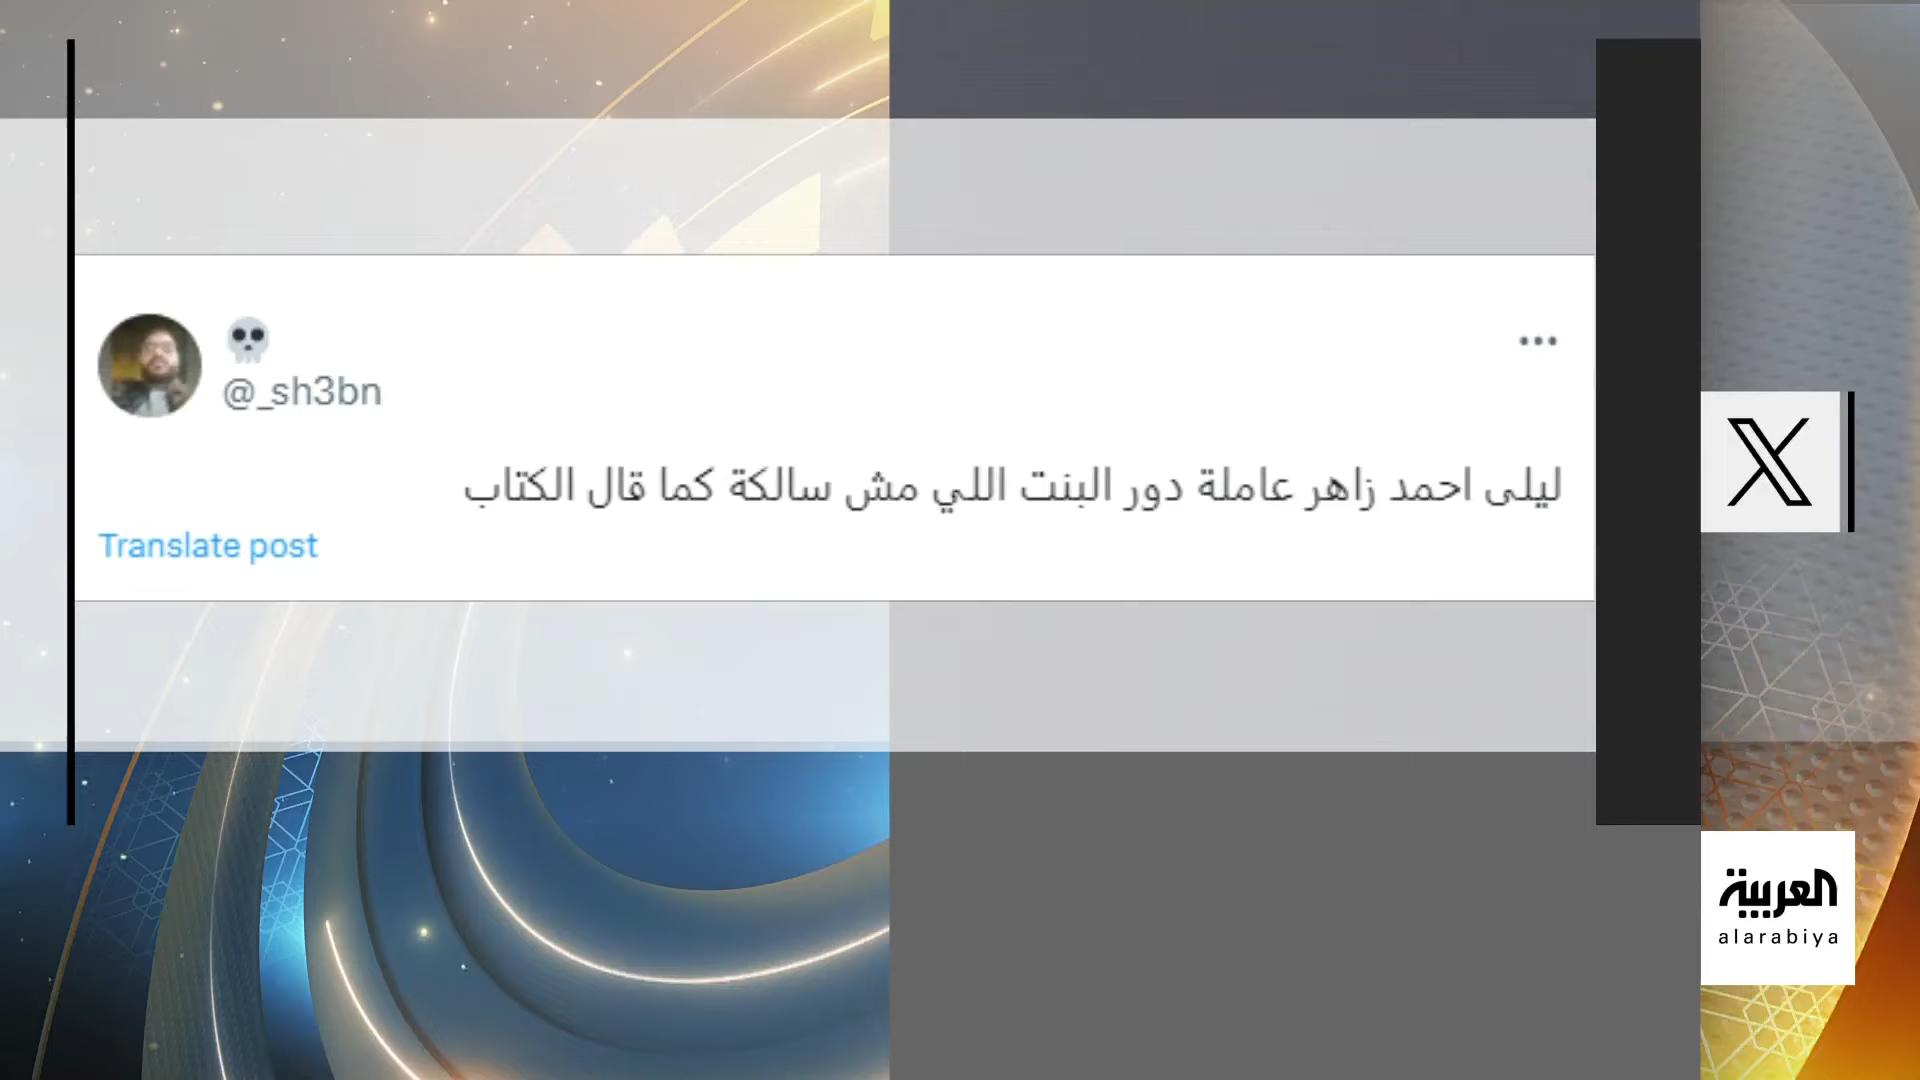 @_sh3bn
ليلى احمد زاهر عاملة دور البنت اللي مش سالكة كما قال الكتاب
Translate post
العربية
alarabiya